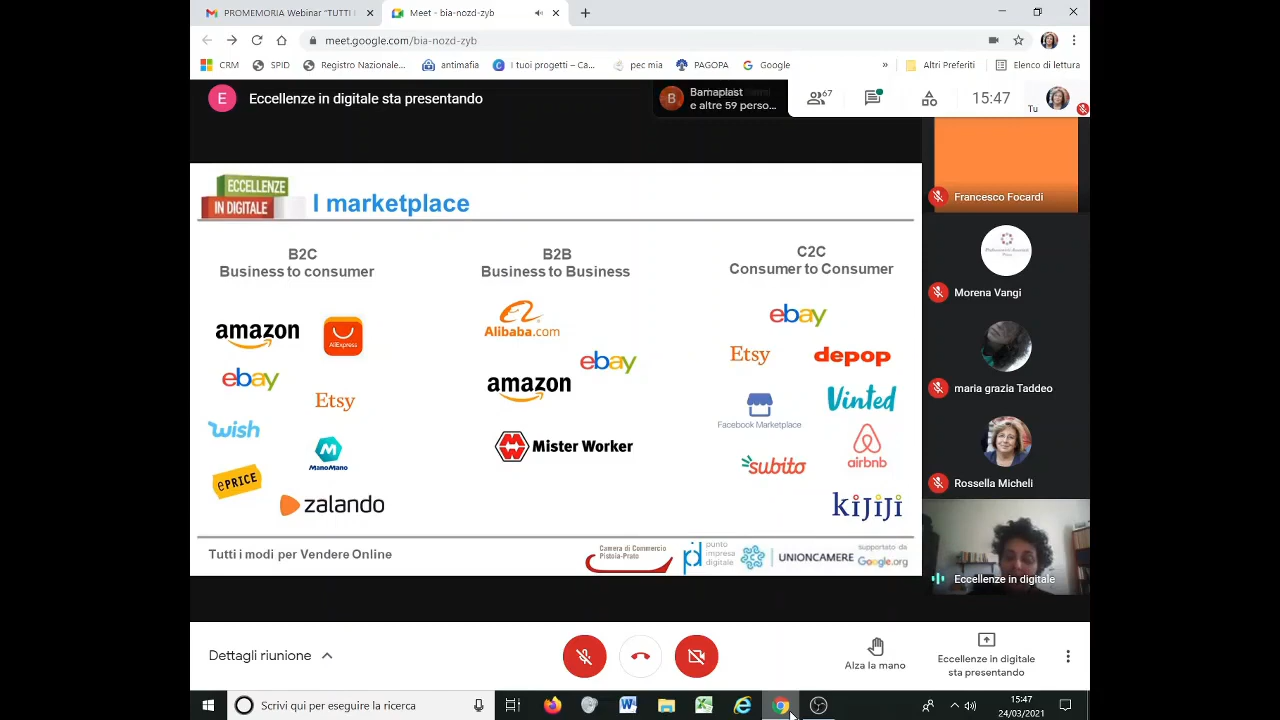 PROMEMORIA Webinar "TUTTI I
Meet - bia-nozd-zyb
meet.google.com/bia-nozd-zyb
CRM
SPID
Registro Nazionale...
antimafia
I tuoi progetti – Ca...
pec mia
PAGOPA
Google
»
Altri Preferiti
Elenco di lettura
E
Eccellenze in digitale sta presentando
B
Bamaplast
e altre 59 perso...
67
15:47
Tu
ECCELLENZE
IN DIGITALE
I marketplace
B2C
Business to consumer
B2B
Business to Business
C2C
Consumer to Consumer
amazon
AliExpress
ebay
Etsy
wish
ManoMano
ePRICE
zalando
Alibaba.com
ebay
amazon
Mister Worker
ebay
Etsy
depop
Facebook Marketplace
Vinted
subito
airbnb
kijiji
Tutti i modi per Vendere Online
Camera di Commercio
Pistoia-Prato
punto
impresa
digitale
UNIONCAMERE
supportato da
Google.org
Francesco Focardi
Morena Vangi
maria grazia Taddeo
Rossella Micheli
Eccellenze in digitale
Dettagli riunione
Alza la mano
Eccellenze in digitale
sta presentando
Scrivi qui per eseguire la ricerca
15:47
24/03/2021